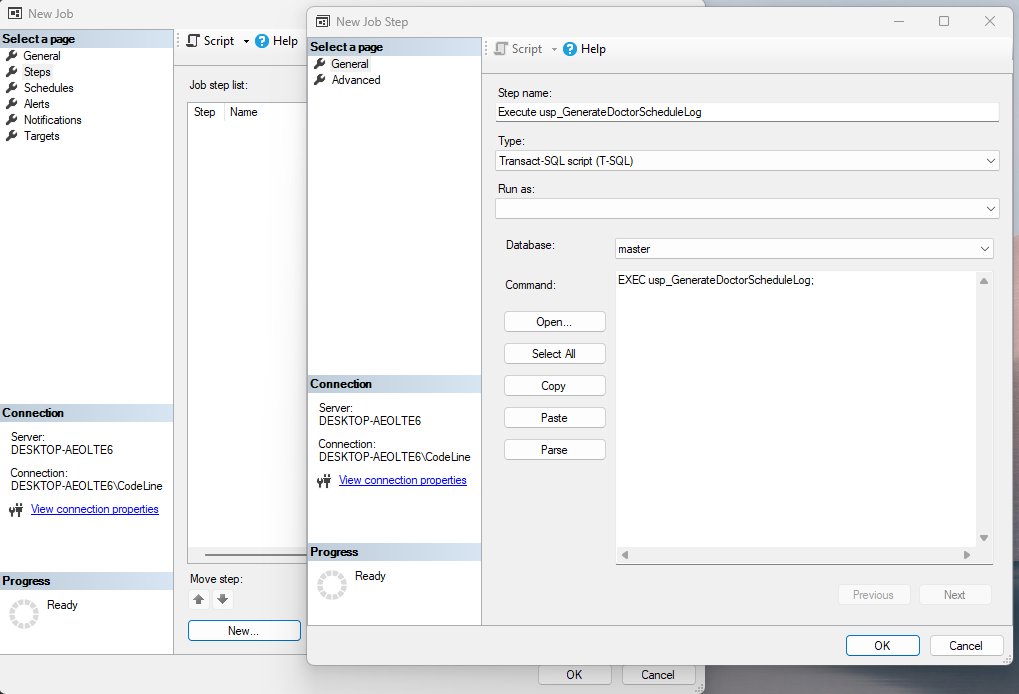 New Job
Select a page
General
Steps
Schedules
Alerts
Notifications
Targets
Connection
Server:
DESKTOP-AEOLTE6
Connection:
DESKTOP-AEOLTE6\CodeLine
View connection properties
Progress
Ready
Script
Help
Job step list:
Step Name
Move step:
New...
OK
Cancel
New Job Step
Select a page
General
Advanced
Connection
Server:
DESKTOP-AEOLTE6
Connection:
DESKTOP-AEOLTE6\CodeLine
View connection properties
Progress
Ready
Script
Help
Step name:
Execute usp_GenerateDoctorScheduleLog
Type:
Transact-SQL script (T-SQL)
Run as:
Database:
master
Command:
EXEC usp_GenerateDoctorScheduleLog;
Open...
Select All
Copy
Paste
Parse
Previous
Next
OK
Cancel